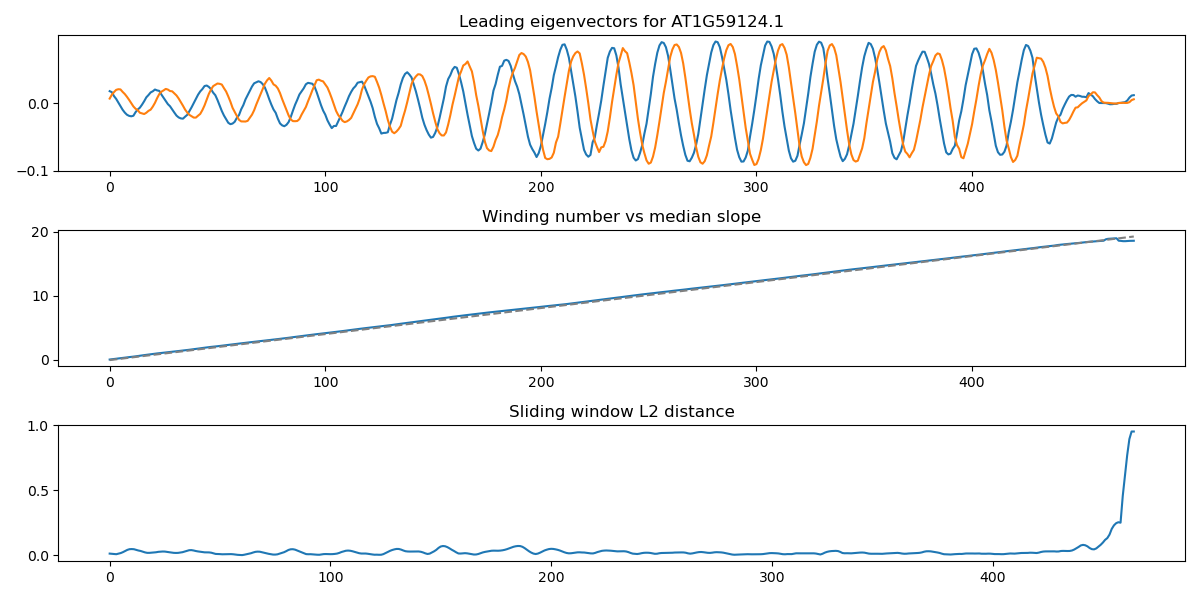 Leading eigenvectors for AT1G59124.1
0.0
−0.1
0 100 200 300 400
Winding number vs median slope
20
10
0
0 100 200 300 400
Sliding window L2 distance
1.0
0.5
0.0
0 100 200 300 400